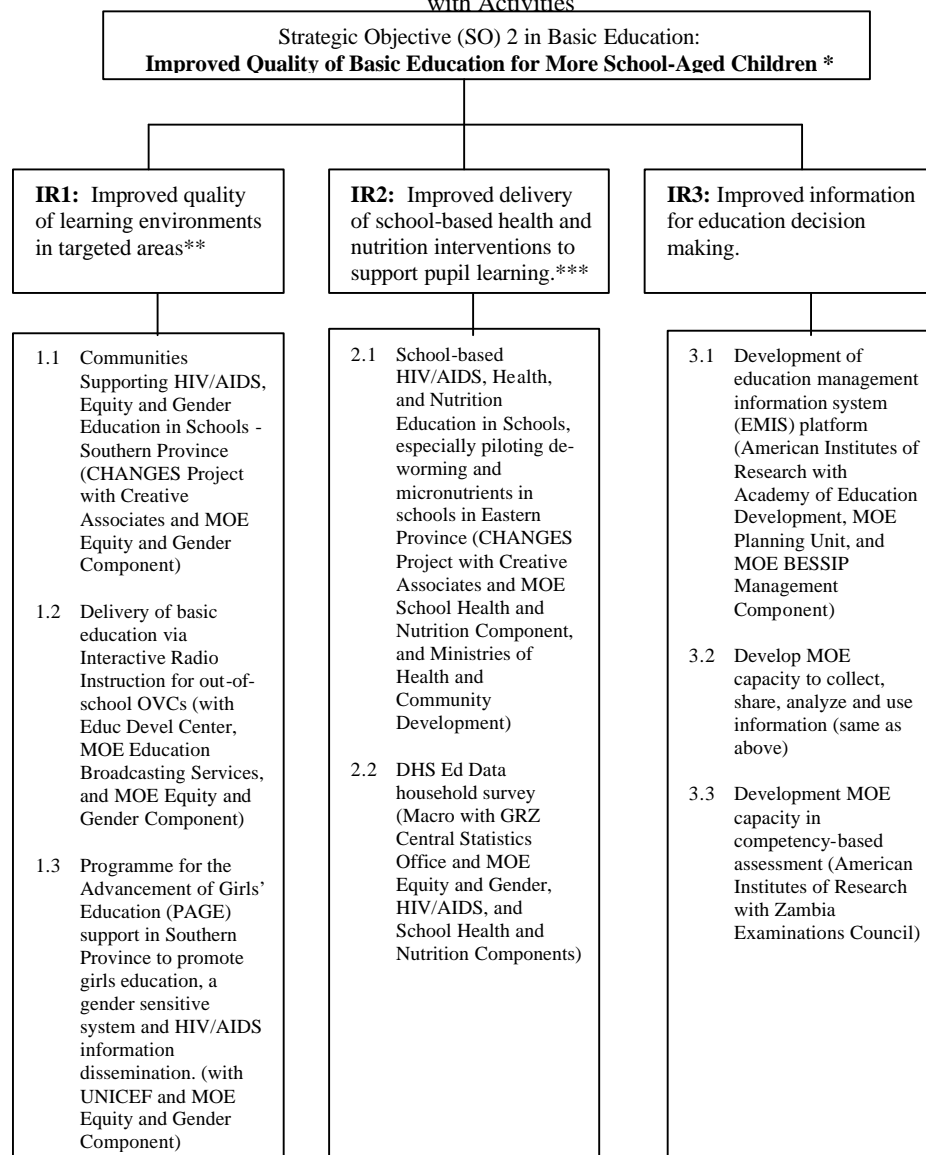 with Activities
Strategic Objective (SO) 2 in Basic Education:
Improved Quality of Basic Education for More School-Aged Children *
IR1: Improved quality
of learning environments
in targeted areas**
IR2: Improved delivery
of school-based health and
nutrition interventions to
support pupil learning.***
IR3: Improved information
for education decision
making.
1.1 Communities
Supporting HIV/AIDS,
Equity and Gender
Education in Schools -
Southern Province
(CHANGES Project
with Creative
Associates and MOE
Equity and Gender
Component)
1.2 Delivery of basic
education via
Interactive Radio
Instruction for out-of-
school OVCs (with
Educ Devel Center,
MOE Education
Broadcasting Services,
and MOE Equity and
Gender Component)
1.3 Programme for the
Advancement of Girls’
Education (PAGE)
support in Southern
Province to promote
girls education, a
gender sensitive
system and HIV/AIDS
information
dissemination. (with
UNICEF and MOE
Equity and Gender
Component)
2.1 School-based
HIV/AIDS, Health,
and Nutrition
Education in Schools,
especially piloting de-
worming and
micronutrients in
schools in Eastern
Province (CHANGES
Project with Creative
Associates and MOE
School Health and
Nutrition Component,
and Ministries of
Health and
Community
Development)
2.2 DHS Ed Data
household survey
(Macro with GRZ
Central Statistics
Office and MOE
Equity and Gender,
HIV/AIDS, and
School Health and
Nutrition Components)
3.1 Development of
education management
information system
(EMIS) platform
(American Institutes of
Research with
Academy of Education
Development, MOE
Planning Unit, and
MOE BESSIP
Management
Component)
3.2 Develop MOE
capacity to collect,
share, analyze and use
information (same as
above)
3.3 Development MOE
capacity in
competency-based
assessment (American
Institutes of Research
with Zambia
Examinations Council)